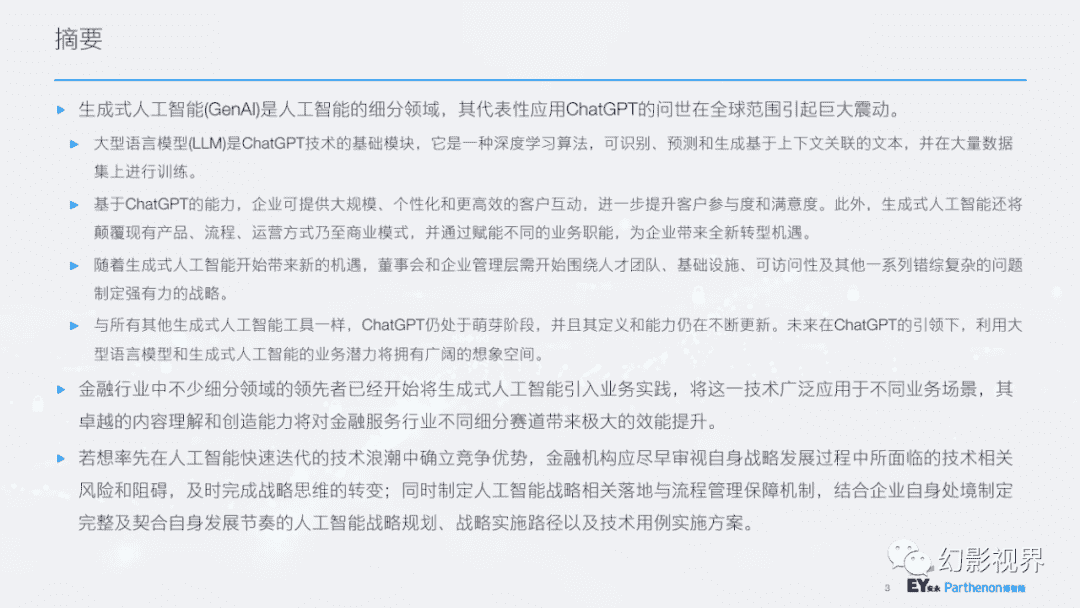 摘要
生成式人工智能(GenAI)是人工智能的细分领域，其代表性应用ChatGPT的问世在全球范围引起巨大震动。
大型语言模型(LLM)是ChatGPT技术的基础模块，它是一种深度学习算法，可识别、预测和生成基于上下文关联的文本，并在大量数据
集上进行训练。
基于ChatGPT的能力，企业可提供大规模、个性化和更高效的客户互动，进一步提升客户参与度和满意度。此外，生成式人工智能还将
颠覆现有产品、流程、运营方式乃至商业模式，并通过赋能不同的业务职能，为企业带来全新转型机遇。
随着生成式人工智能开始带来新的机遇，董事会和企业管理层需开始围绕人才团队、基础设施、可访问性及其他一系列错综复杂的问题
制定强有力的战略。
与所有其他生成式人工智能工具一样，ChatGPT仍处于萌芽阶段，并且其定义和能力仍在不断更新。未来在ChatGPT的引领下，利用大
型语言模型和生成式人工智能的业务潜力将拥有广阔的想象空间。
金融行业中不少细分领域的领先者已经开始将生成式人工智能引入业务实践，将这一技术广泛应用于不同业务场景，其
卓越的内容理解和创造能力将对金融服务行业不同细分赛道带来极大的效能提升。
若想率先在人工智能快速迭代的技术浪潮中确立竞争优势，金融机构应尽早审视自身战略发展过程中所面临的技术相关
风险和阻碍，及时完成战略思维的转变；同时制定人工智能战略相关落地与流程管理保障机制，结合企业自身处境制定
完整及契合自身发展节奏的人工智能战略规划、战略实施路径以及技术用例实施方案。
幻影视界
3 EY安永 Parthenon博智隆